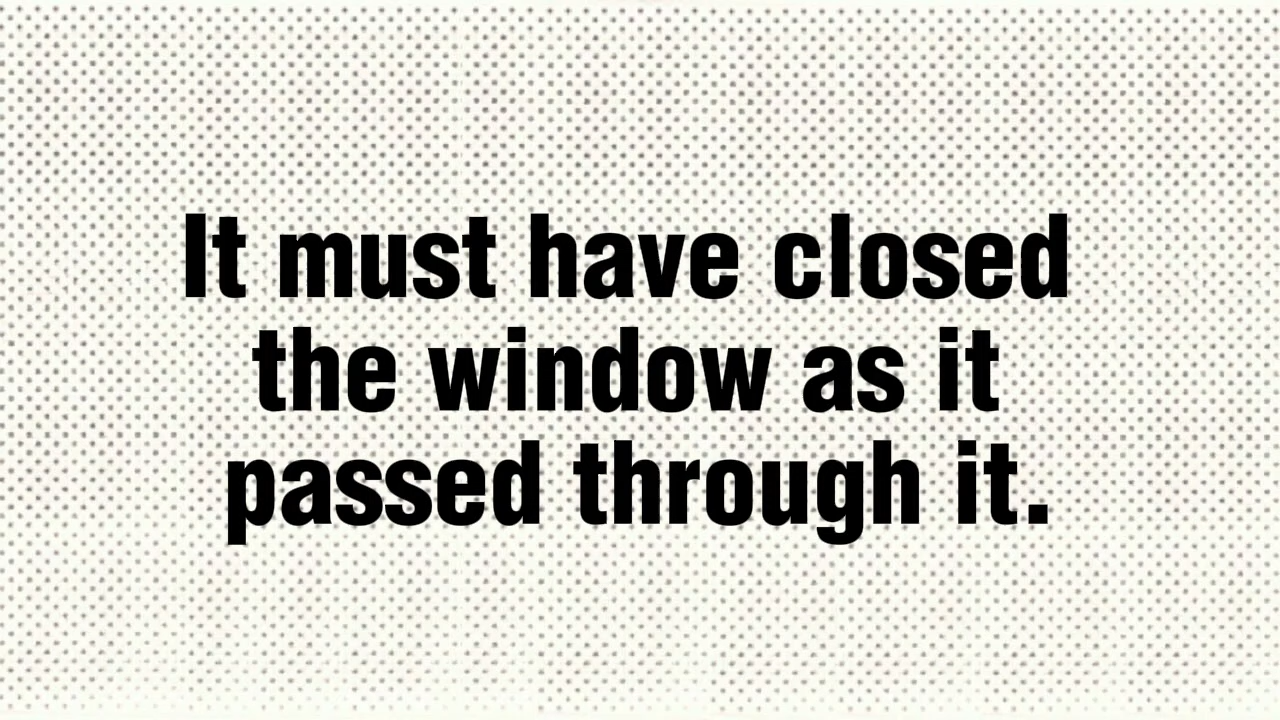 It must have closed
the window as it
passed through it.